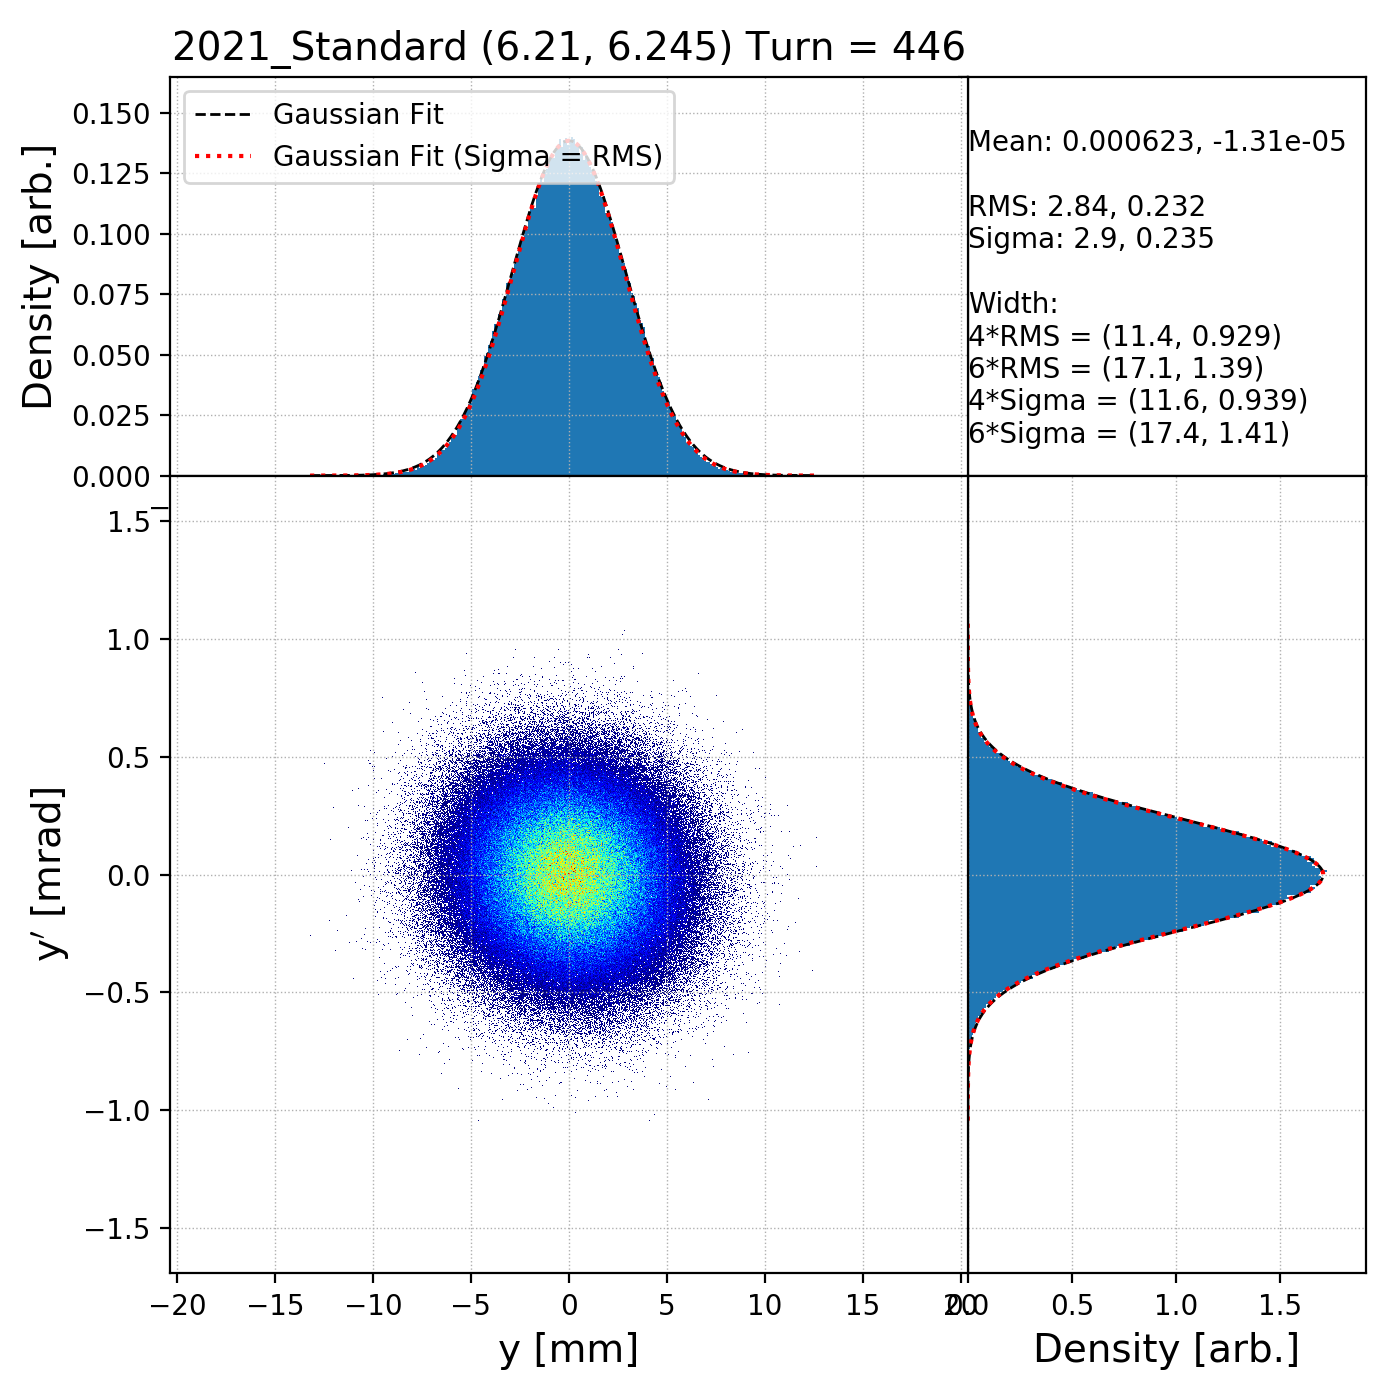 2021_Standard (6.21, 6.245) Turn = 446
Gaussian Fit
Gaussian Fit (Sigma = RMS)
Density [arb.]
0.150
0.125
0.100
0.075
0.050
0.025
0.000
Mean: 0.000623, -1.31e-05
RMS: 2.84, 0.232
Sigma: 2.9, 0.235
Width:
4*RMS = (11.4, 0.929)
6*RMS = (17.1, 1.39)
4*Sigma = (11.6, 0.939)
6*Sigma = (17.4, 1.41)
y’ [mrad]
1.5
1.0
0.5
0.0
−0.5
−1.0
−1.5
−20 −15 −10 −5 0 5 10 15 20
y [mm]
0.0 0.5 1.0 1.5
Density [arb.]